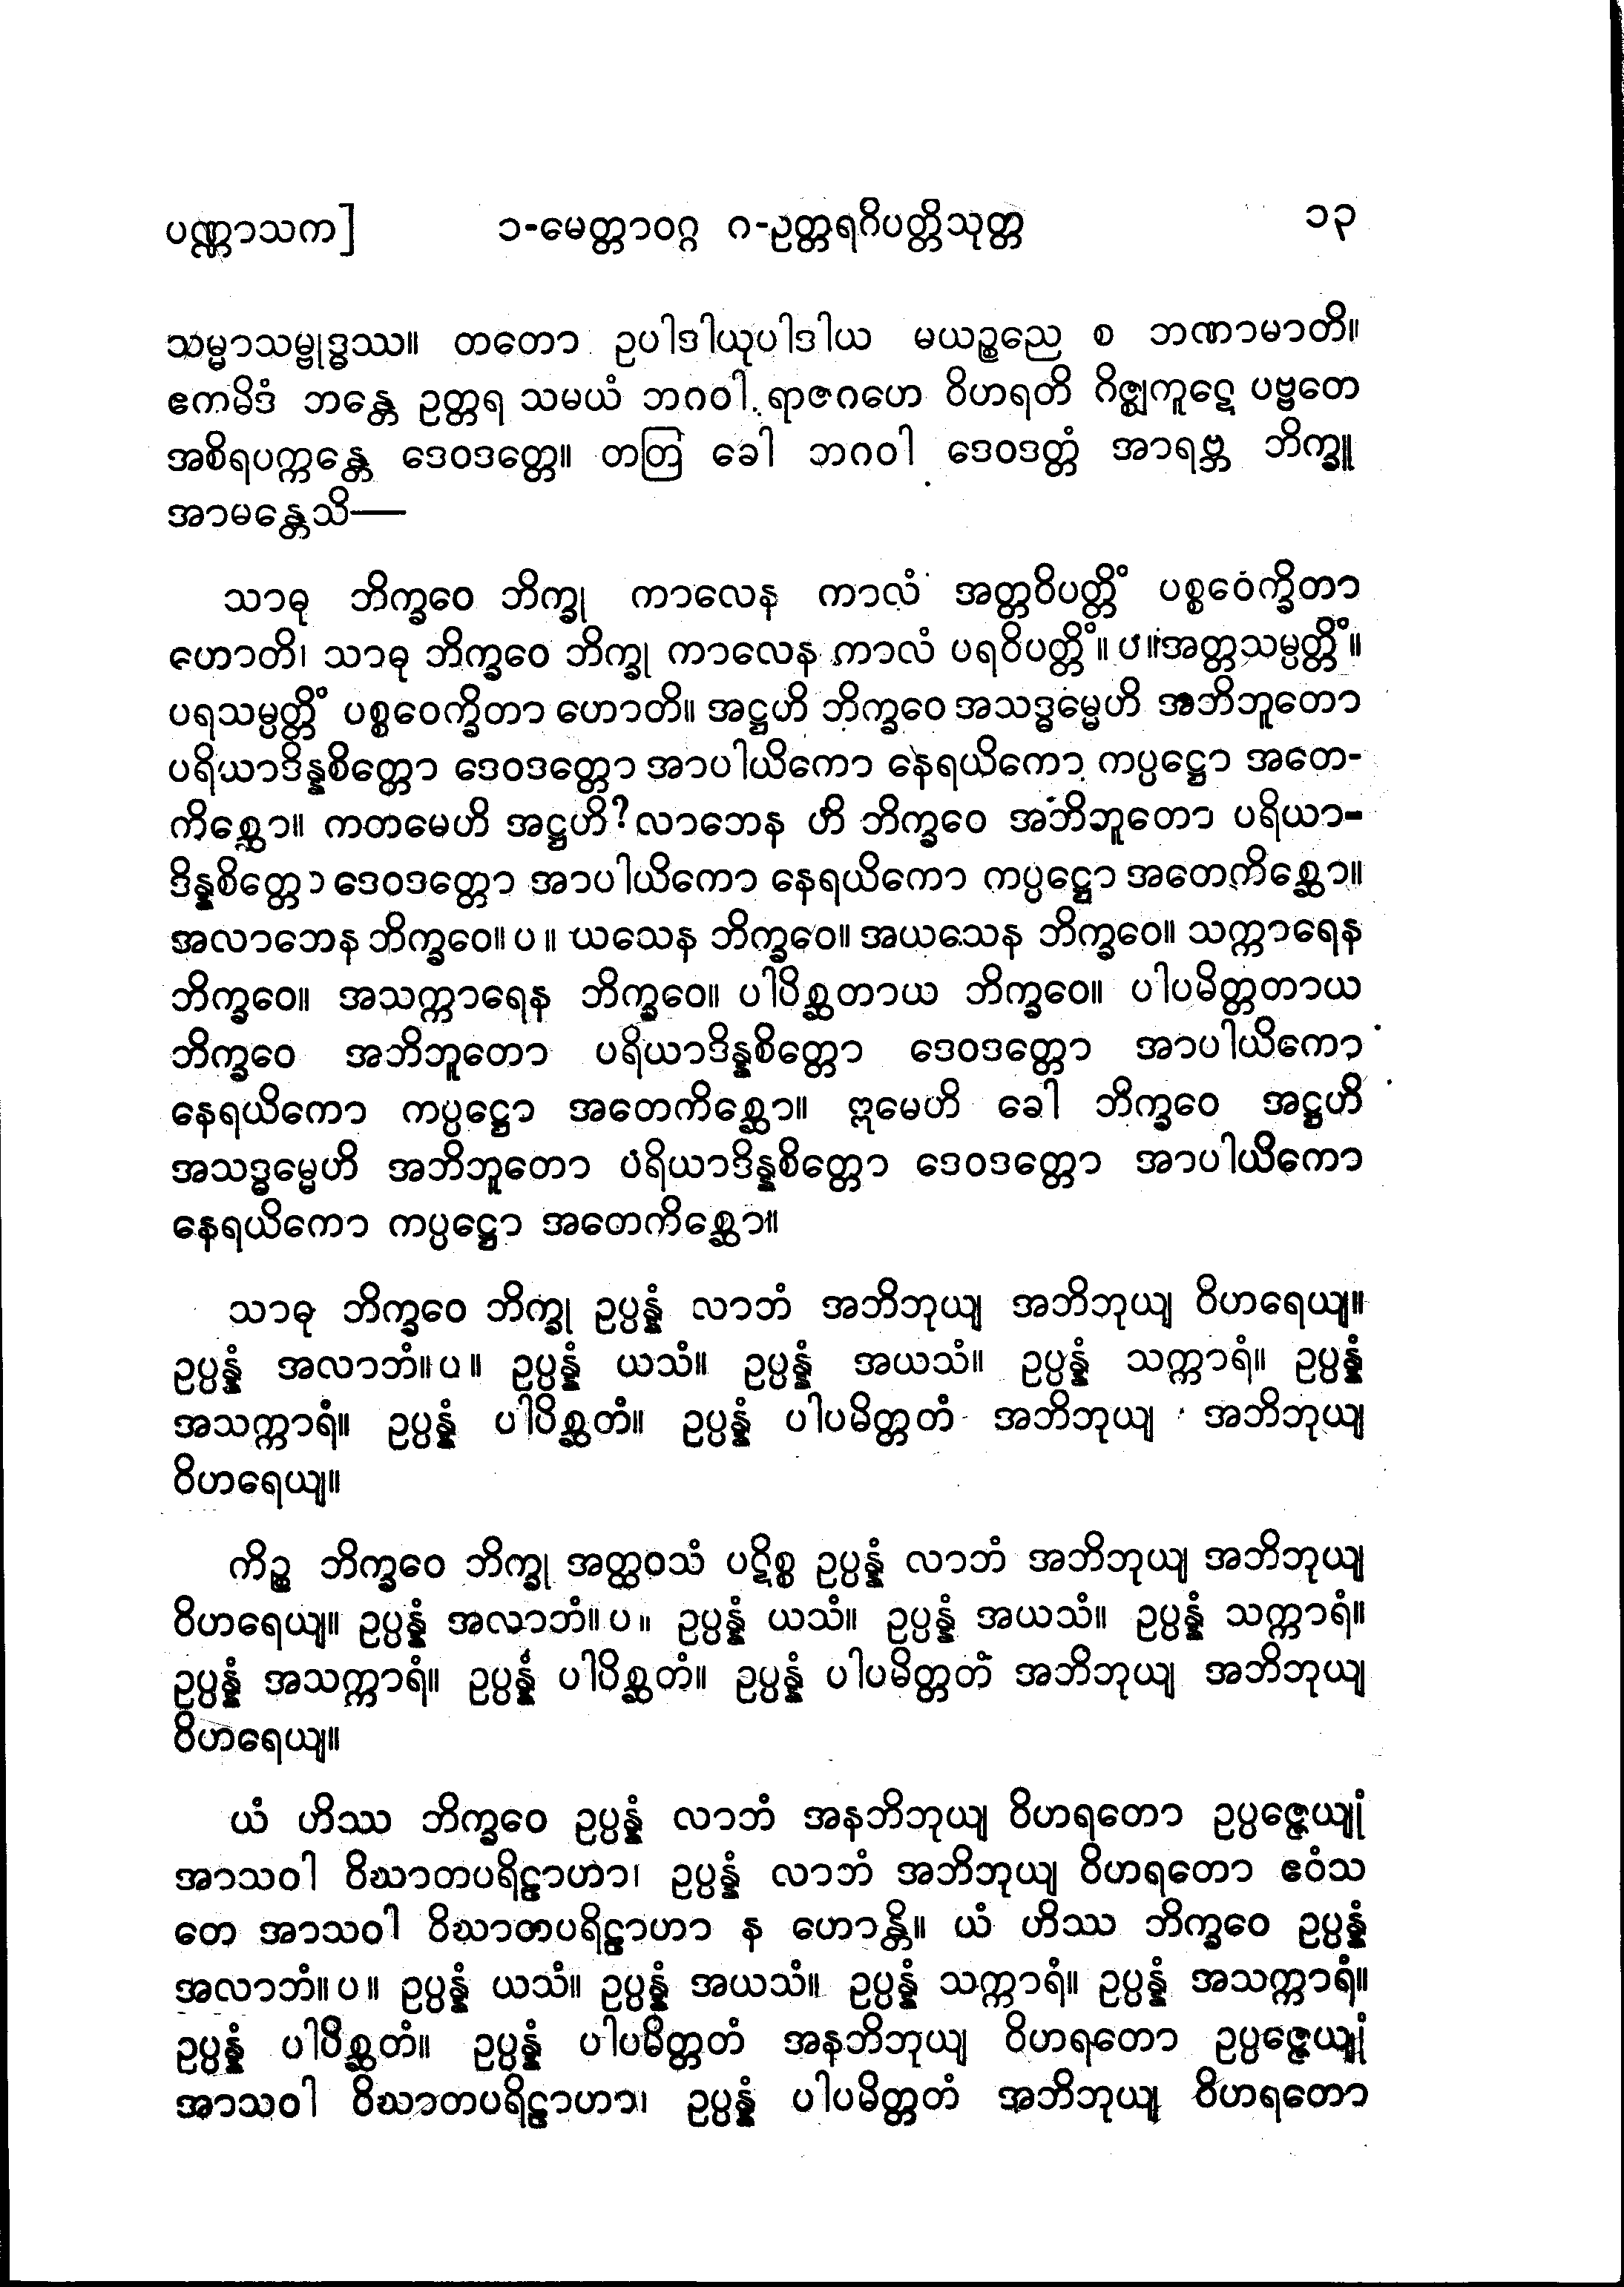 ပဏ္ဏာသက] ၁-မေတ္တာဝဂ္ဂ ဂ-ဥတ္တရဝိပတ္တိသုတ္တ ၁၃
သမ္မာသမ္ဗုဒ္ဓဿ။ တတော ဥပါဒါယုပါဒါယ မယဉ္စညေ စ ဘဏာမာတိ။
ဧကမိဒံ ဘန္တေ ဥတ္တရ သမယံ ဘဂဝါ ရာဇဂဟေ ဝိဟရတိ ဂိဇ္ဈကူဋေ ပဗ္ဗတေ
အစိရပက္ကန္တေ ဒေဝဒတ္တေ။ တတြ ခေါ ဘဂဝါ ဒေဝဒတ္တံ အာရဗ္ဘ ဘိက္ခူ
အာမန္တေသိ—
သာဓု ဘိက္ခဝေ ဘိက္ခု ကာလေန ကာလံ အတ္တဝိပတ္တိံ ပစ္စဝေက္ခိတာ
ဟောတိ၊ သာဓု ဘိက္ခဝေ ဘိက္ခု ကာလေန ကာလံ ပရဝိပတ္တိံ။ ပ။အတ္တသမ္ပတ္တိံ။
ပရသမ္ပတ္တိံ ပစ္စဝေက္ခိတာ ဟောတိ။ အဋ္ဌဟိ ဘိက္ခဝေ အသဒ္ဓမ္မေဟိ အဘိဘူတော
ပရိယာဒိန္နစိတ္တော ဒေဝဒတ္တော အာပါယိကော နေရယိကော ကပ္ပဋ္ဌော အတေ-
ကိစ္ဆော။ ကတမေဟိ အဋ္ဌဟိ? လာဘေန ဟိ ဘိက္ခဝေ အဘိဘူတော ပရိယာ-
ဒိန္နစိတ္တော ဒေဝဒတ္တော အာပါယိကော နေရယိကော ကပ္ပဋ္ဌော အတေကိစ္ဆော။
အလာဘေန ဘိက္ခဝေ။ ပ ။ ယသေန ဘိက္ခဝေ။ အယသေန ဘိက္ခဝေ။ သက္ကာရေန
ဘိက္ခဝေ။ အသက္ကာရေန ဘိက္ခဝေ။ ပါပိစ္ဆတာယ ဘိက္ခဝေ။ ပါပမိတ္တတာယ
ဘိက္ခဝေ အဘိဘူတော ပရိယာဒိန္နစိတ္တော ဒေဝဒတ္တော အာပါယိကော
နေရယိကော ကပ္ပဋ္ဌော အတေကိစ္ဆော။ ဣမေဟိ ခေါ ဘိက္ခဝေ အဋ္ဌဟိ
အသဒ္ဓမ္မေဟိ အဘိဘူတော ပရိယာဒိန္နစိတ္တော ဒေဝဒတ္တော အာပါယိကော
နေရယိကော ကပ္ပဋ္ဌော အတေကိစ္ဆော။
သာဓု ဘိက္ခဝေ ဘိက္ခု ဥပ္ပန္နံ လာဘံ အဘိဘုယျ အဘိဘုယျ ဝိဟရေယျ။
ဥပ္ပန္နံ အလာဘံ။ ပ ။ ဥပ္ပန္နံ ယသံ။ ဥပ္ပန္နံ အယသံ။ ဥပ္ပန္နံ သက္ကာရံ။ ဥပ္ပန္နံ
အသက္ကာရံ။ ဥပ္ပန္နံ ပါပိစ္ဆတံ။ ဥပ္ပန္နံ ပါပမိတ္တတံ အဘိဘုယျ အဘိဘုယျ
ဝိဟရေယျ။
ကိဉ္စ ဘိက္ခဝေ ဘိက္ခု အတ္ထဝသံ ပဋိစ္စ ဥပ္ပန္နံ လာဘံ အဘိဘုယျ အဘိဘုယျ
ဝိဟရေယျ။ ဥပ္ပန္နံ အလာဘံ။ ပ ။ ဥပ္ပန္နံ ယသံ။ ဥပ္ပန္နံ အယသံ။ ဥပ္ပန္နံ သက္ကာရံ။
ဥပ္ပန္နံ အသက္ကာရံ။ ဥပ္ပန္နံ ပါပိစ္ဆတံ။ ဥပ္ပန္နံ ပါပမိတ္တတံ အဘိဘုယျ အဘိဘုယျ
ဝိဟရေယျ။
ယံ ဟိဿ ဘိက္ခဝေ ဥပ္ပန္နံ လာဘံ အနဘိဘုယျ ဝိဟရတော ဥပ္ပဇ္ဇေယျုံ
အာသဝါ ဝိဃာတပရိဠာဟာ၊ ဥပ္ပန္နံ လာဘံ အဘိဘုယျ ဝိဟရတော ဧဝံသ
တေ အာသဝါ ဝိဃာတပရိဠာဟာ န ဟောန္တိ။ ယံ ဟိဿ ဘိက္ခဝေ ဥပ္ပန္နံ
အလာဘံ။ ပ ။ ဥပ္ပန္နံ ယသံ။ ဥပ္ပန္နံ အယသံ။ ဥပ္ပန္နံ သက္ကာရံ။ ဥပ္ပန္နံ အသက္ကာရံ။
ဥပ္ပန္နံ ပါပိစ္ဆတံ။ ဥပ္ပန္နံ ပါပမိတ္တတံ အနဘိဘုယျ ဝိဟရတော ဥပ္ပဇ္ဇေယျုံ
အာသဝါ ဝိဃာတပရိဠာဟာ၊ ဥပ္ပန္နံ ပါပမိတ္တတံ အဘိဘုယျ ဝိဟရတော